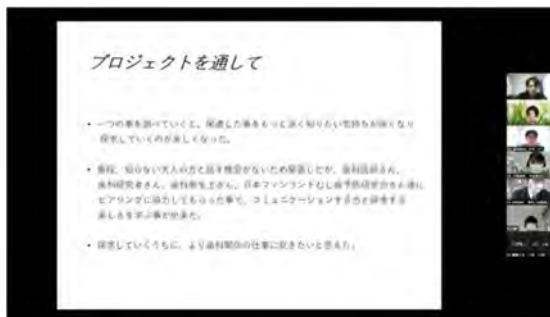 プロジェクトを通して
• 一つの事を調べていくと、関連した事をもっと深く知りたい気持ちが強くなり
探求していくのが楽しくなった。
• 普段、知らない大人の方と話す機会がないため緊張したが、歯科医師さん、
歯科研究者さん、歯科衛生士さん、日本フィンランドむし歯予防研究会さん達に
ヒアリングに協力してもらった事で、コミュニケーションする力と探求する
楽しさを学ぶ事が出来た。
• 探求していくうちに、より歯科関係の仕事に就きたいと思えた。